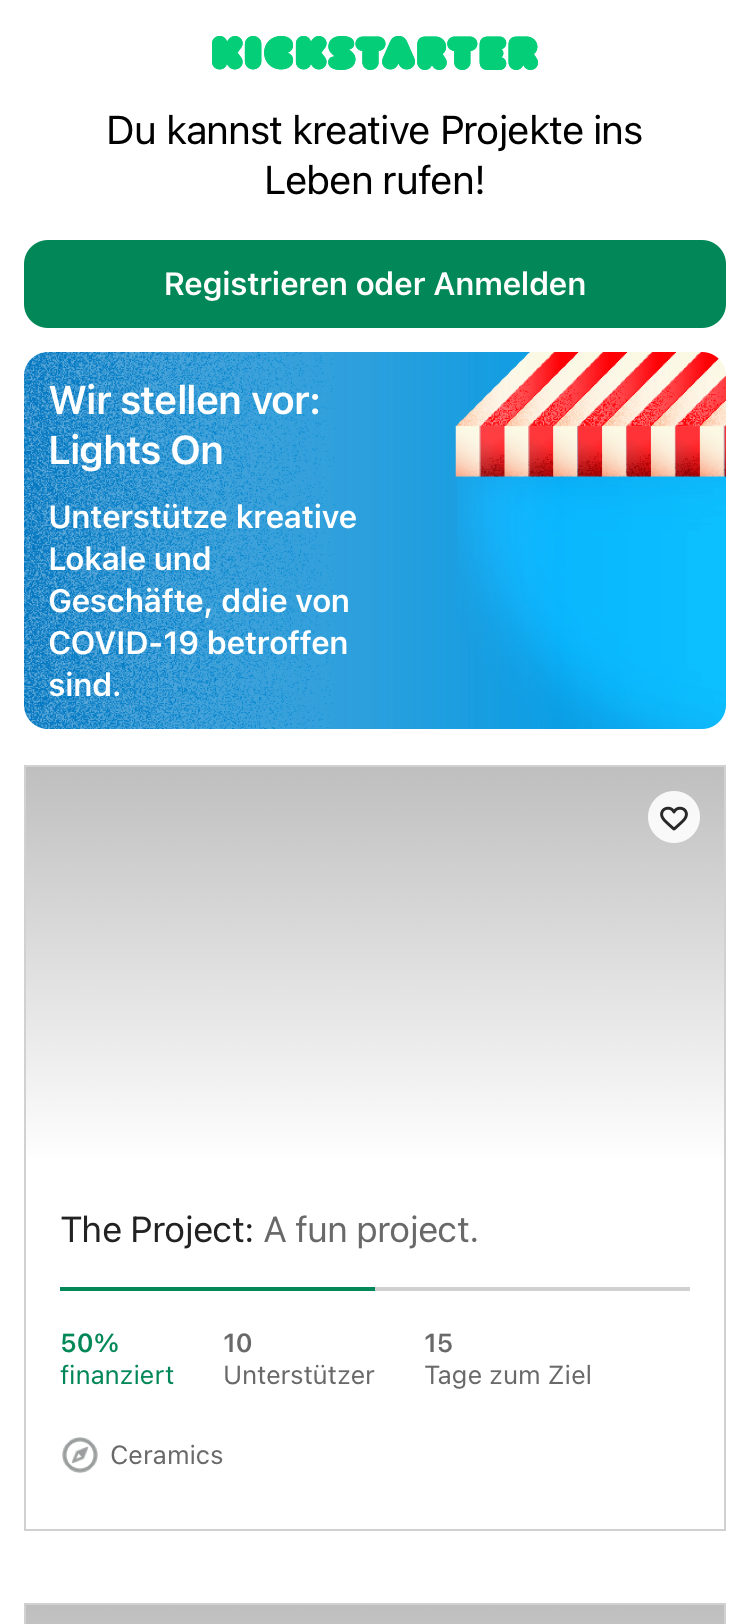 KICKSTARTER
Du kannst kreative Projekte ins
Leben rufen!
Registrieren oder Anmelden
Wir stellen vor:
Lights On
Unterstütze kreative
Lokale und
Geschäfte, ddie von
COVID-19 betroffen
sind.
The Project: A fun project.
50% 10 15
finanziert Unterstützer Tage zum Ziel
Ceramics